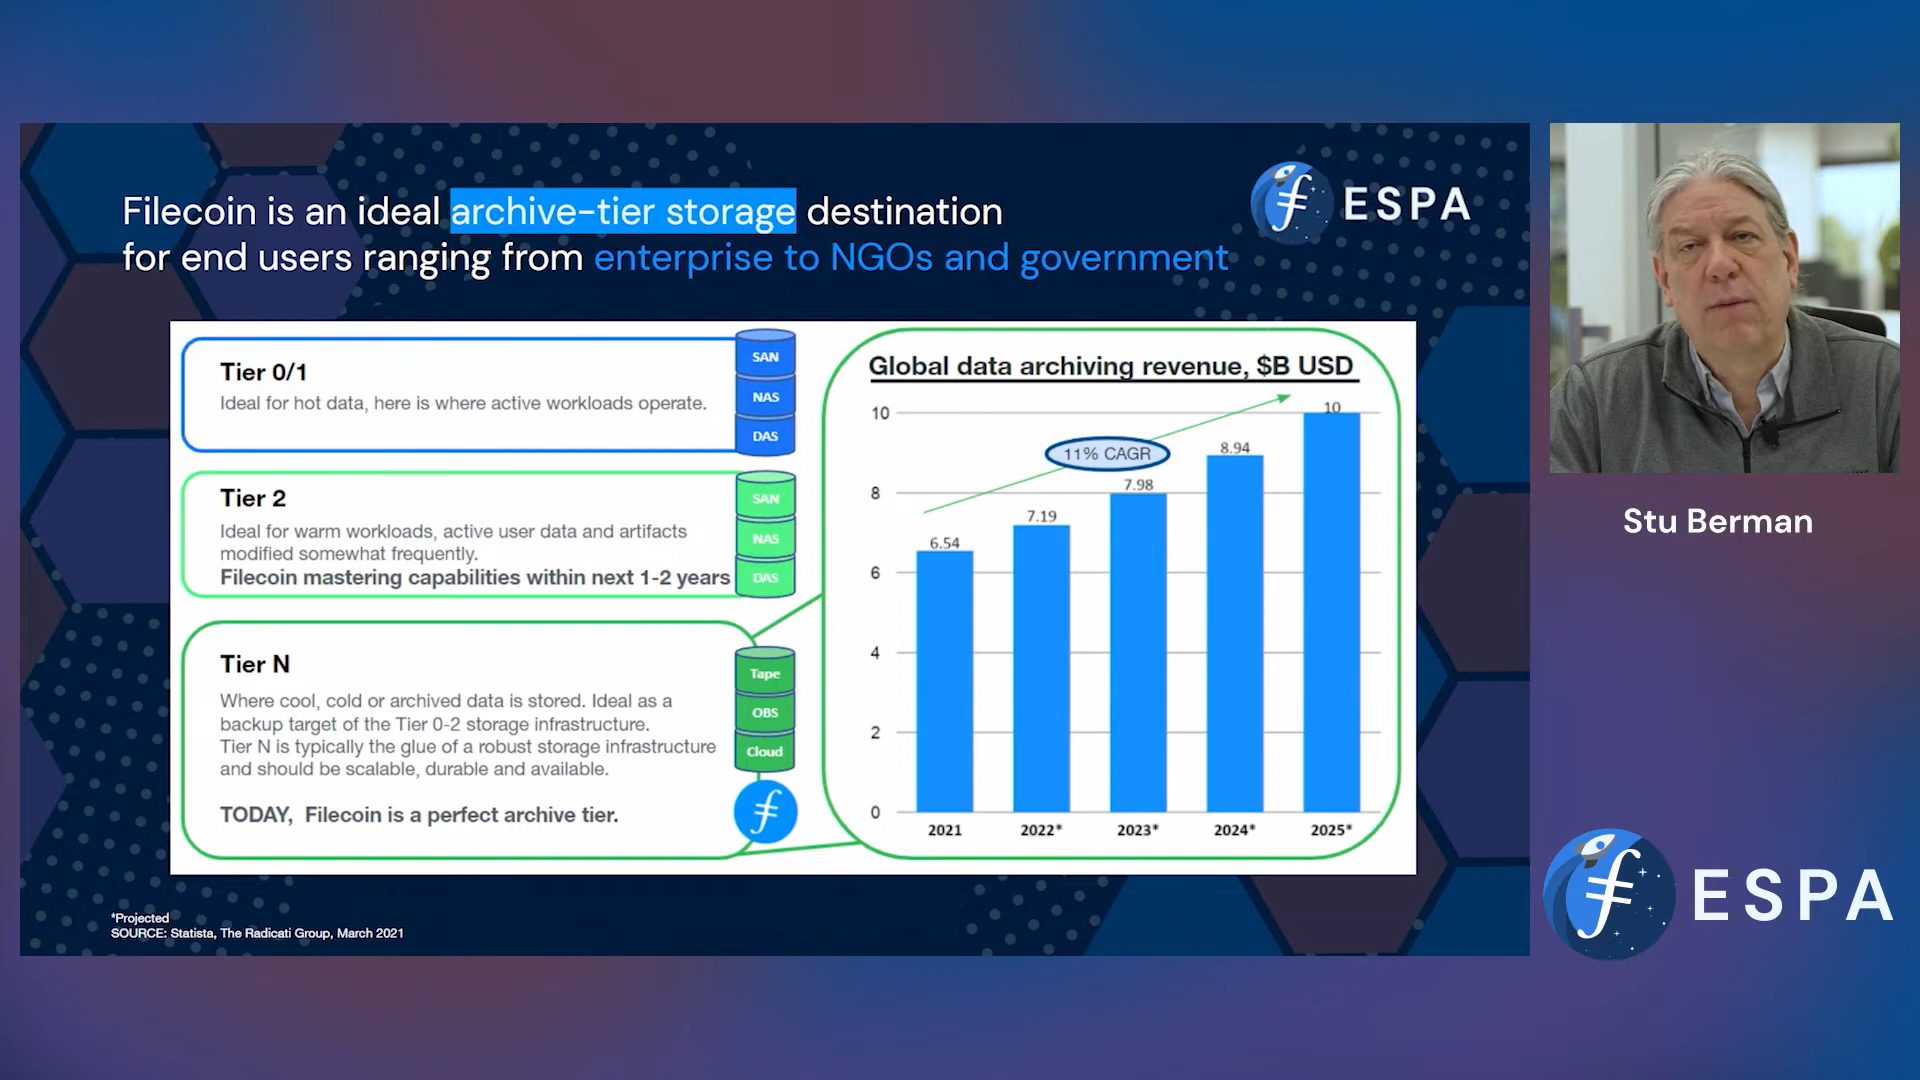 Filecoin is an ideal archive-tier storage destination
for end users ranging from enterprise to NGOs and government
ESPA
Tier 0/1
Ideal for hot data, here is where active workloads operate.
SAN
NAS
DAS
Tier 2
Ideal for warm workloads, active user data and artifacts
modified somewhat frequently.
Filecoin mastering capabilities within next 1-2 years
SAN
NAS
DAS
Tier N
Where cool, cold or archived data is stored. Ideal as a
backup target of the Tier 0-2 storage infrastructure.
Tier N is typically the glue of a robust storage infrastructure
and should be scalable, durable and available.
TODAY, Filecoin is a perfect archive tier.
Tape
OBS
Cloud
Global data archiving revenue, $B USD
11% CAGR
10
8
6
4
2
0
6.54
7.19
7.98
8.94
10
2021
2022*
2023*
2024*
2025*
*Projected
SOURCE: Statista, The Radicati Group, March 2021
Stu Berman
ESPA